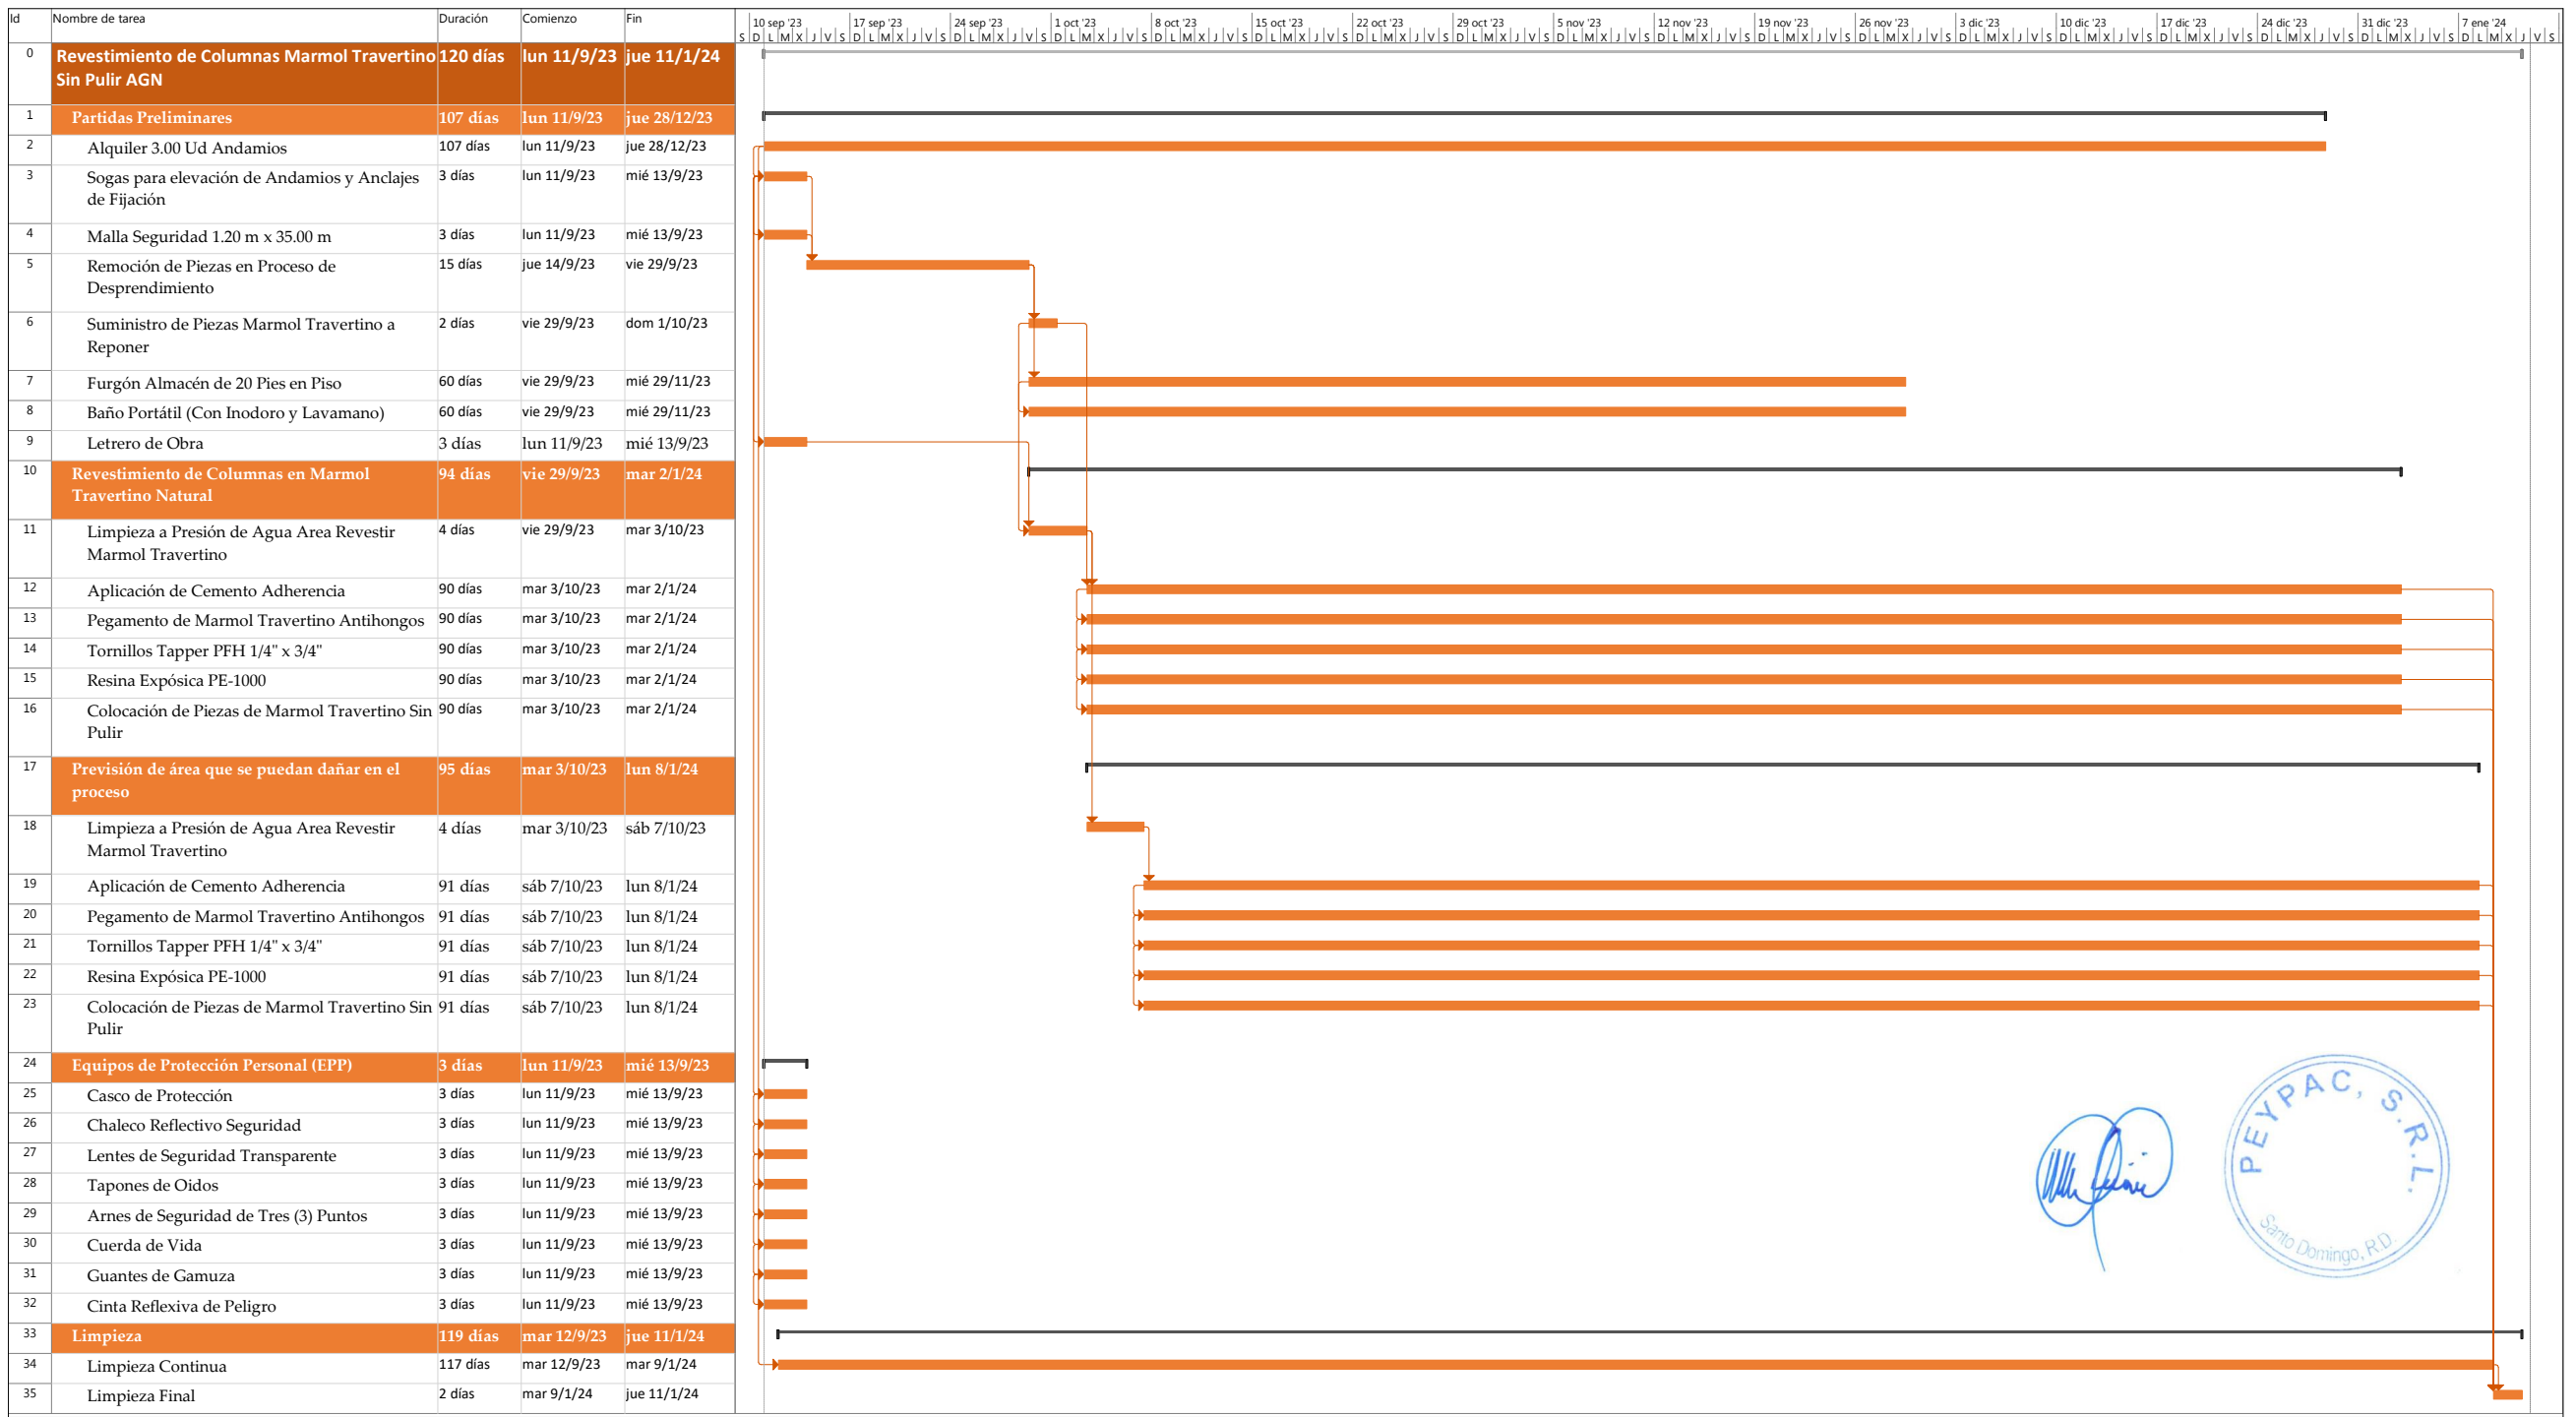 Id Nombre de tarea Duración Comienzo Fin 10 sep '23 17 sep '23 24 sep '23 1 oct '23 8 oct '23 15 oct '23 22 oct '23 29 oct '23 5 nov '23 12 nov '23 19 nov '23 26 nov '23 3 dic '23 10 dic '23 17 dic '23 24 dic '23 31 dic '23 7 ene '24
S D L M X J V S D L M X J V S D L M X J V S D L M X J V S D L M X J V S D L M X J V S D L M X J V S D L M X J V S D L M X J V S D L M X J V S D L M X J V S D L M X J V S D L M X J V S D L M X J V S D L M X J V S D L M X J V S D L M X J V S D L M X J V S D L M X J V S
0 Revestimiento de Columnas Marmol Travertino 120 días lun 11/9/23 jue 11/1/24
Sin Pulir AGN
1 Partidas Preliminares 107 días lun 11/9/23 jue 28/12/23
2 Alquiler 3.00 Ud Andamios 107 días lun 11/9/23 jue 28/12/23
3 Sogas para elevación de Andamios y Anclajes 3 días lun 11/9/23 mié 13/9/23
de Fijación
4 Malla Seguridad 1.20 m x 35.00 m 3 días lun 11/9/23 mié 13/9/23
5 Remoción de Piezas en Proceso de 15 días jue 14/9/23 vie 29/9/23
Desprendimiento
6 Suministro de Piezas Marmol Travertino a 2 días vie 29/9/23 dom 1/10/23
Reponer
7 Furgón Almacén de 20 Pies en Piso 60 días vie 29/9/23 mié 29/11/23
8 Baño Portátil (Con Inodoro y Lavamano) 60 días vie 29/9/23 mié 29/11/23
9 Letrero de Obra 3 días lun 11/9/23 mié 13/9/23
10 Revestimiento de Columnas en Marmol 94 días vie 29/9/23 mar 2/1/24
Travertino Natural
11 Limpieza a Presión de Agua Area Revestir 4 días vie 29/9/23 mar 3/10/23
Marmol Travertino
12 Aplicación de Cemento Adherencia 90 días mar 3/10/23 mar 2/1/24
13 Pegamento de Marmol Travertino Antihongos 90 días mar 3/10/23 mar 2/1/24
14 Tornillos Tapper PFH 1/4" x 3/4" 90 días mar 3/10/23 mar 2/1/24
15 Resina Expósica PE-1000 90 días mar 3/10/23 mar 2/1/24
16 Colocación de Piezas de Marmol Travertino Sin 90 días mar 3/10/23 mar 2/1/24
Pulir
17 Previsión de área que se puedan dañar en el 95 días mar 3/10/23 lun 8/1/24
proceso
18 Limpieza a Presión de Agua Area Revestir 4 días mar 3/10/23 sáb 7/10/23
Marmol Travertino
19 Aplicación de Cemento Adherencia 91 días sáb 7/10/23 lun 8/1/24
20 Pegamento de Marmol Travertino Antihongos 91 días sáb 7/10/23 lun 8/1/24
21 Tornillos Tapper PFH 1/4" x 3/4" 91 días sáb 7/10/23 lun 8/1/24
22 Resina Expósica PE-1000 91 días sáb 7/10/23 lun 8/1/24
23 Colocación de Piezas de Marmol Travertino Sin 91 días sáb 7/10/23 lun 8/1/24
Pulir
24 Equipos de Protección Personal (EPP) 3 días lun 11/9/23 mié 13/9/23
25 Casco de Protección 3 días lun 11/9/23 mié 13/9/23
26 Chaleco Reflectivo Seguridad 3 días lun 11/9/23 mié 13/9/23
27 Lentes de Seguridad Transparente 3 días lun 11/9/23 mié 13/9/23
28 Tapones de Oidos 3 días lun 11/9/23 mié 13/9/23
29 Arnes de Seguridad de Tres (3) Puntos 3 días lun 11/9/23 mié 13/9/23
30 Cuerda de Vida 3 días lun 11/9/23 mié 13/9/23
31 Guantes de Gamuza 3 días lun 11/9/23 mié 13/9/23
32 Cinta Reflexiva de Peligro 3 días lun 11/9/23 mié 13/9/23
33 Limpieza 119 días mar 12/9/23 jue 11/1/24
34 Limpieza Continua 117 días mar 12/9/23 mar 9/1/24
35 Limpieza Final 2 días mar 9/1/24 jue 11/1/24
PEYPAC, S.R.L.
Santo Domingo, R.D.